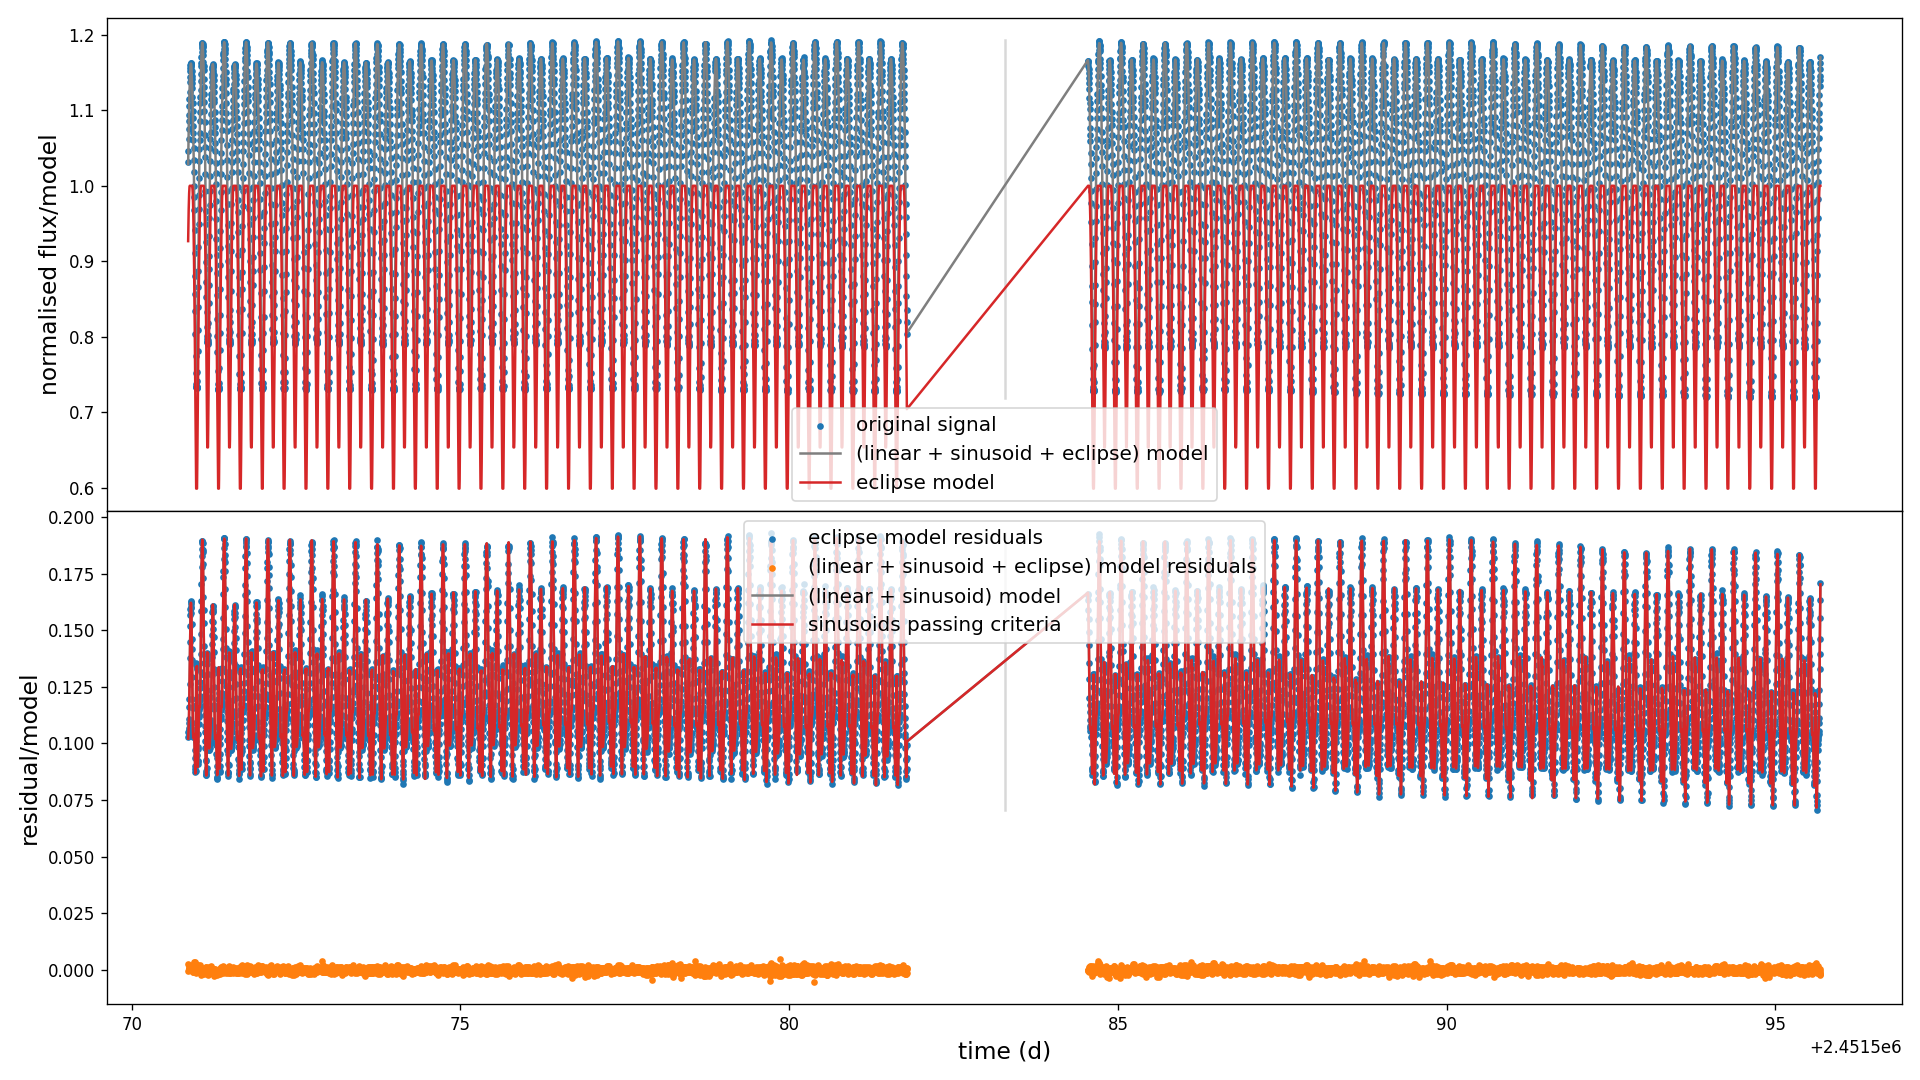 normalised flux/model
1.2
1.1
1.0
0.9
0.8
0.7
0.6
original signal
(linear + sinusoid + eclipse) model
eclipse model
residual/model
0.200
0.175
0.150
0.125
0.100
0.075
0.050
0.025
0.000
eclipse model residuals
(linear + sinusoid + eclipse) model residuals
(linear + sinusoid) model
sinusoids passing criteria
70 75 80 85 90 95
time (d)
+2.4515e6